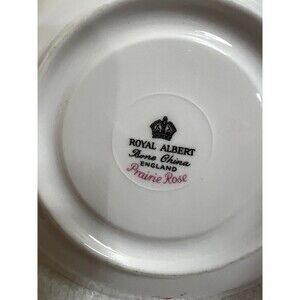 ROYAL ALBERT
Bone China
ENGLAND
Prairie Rose